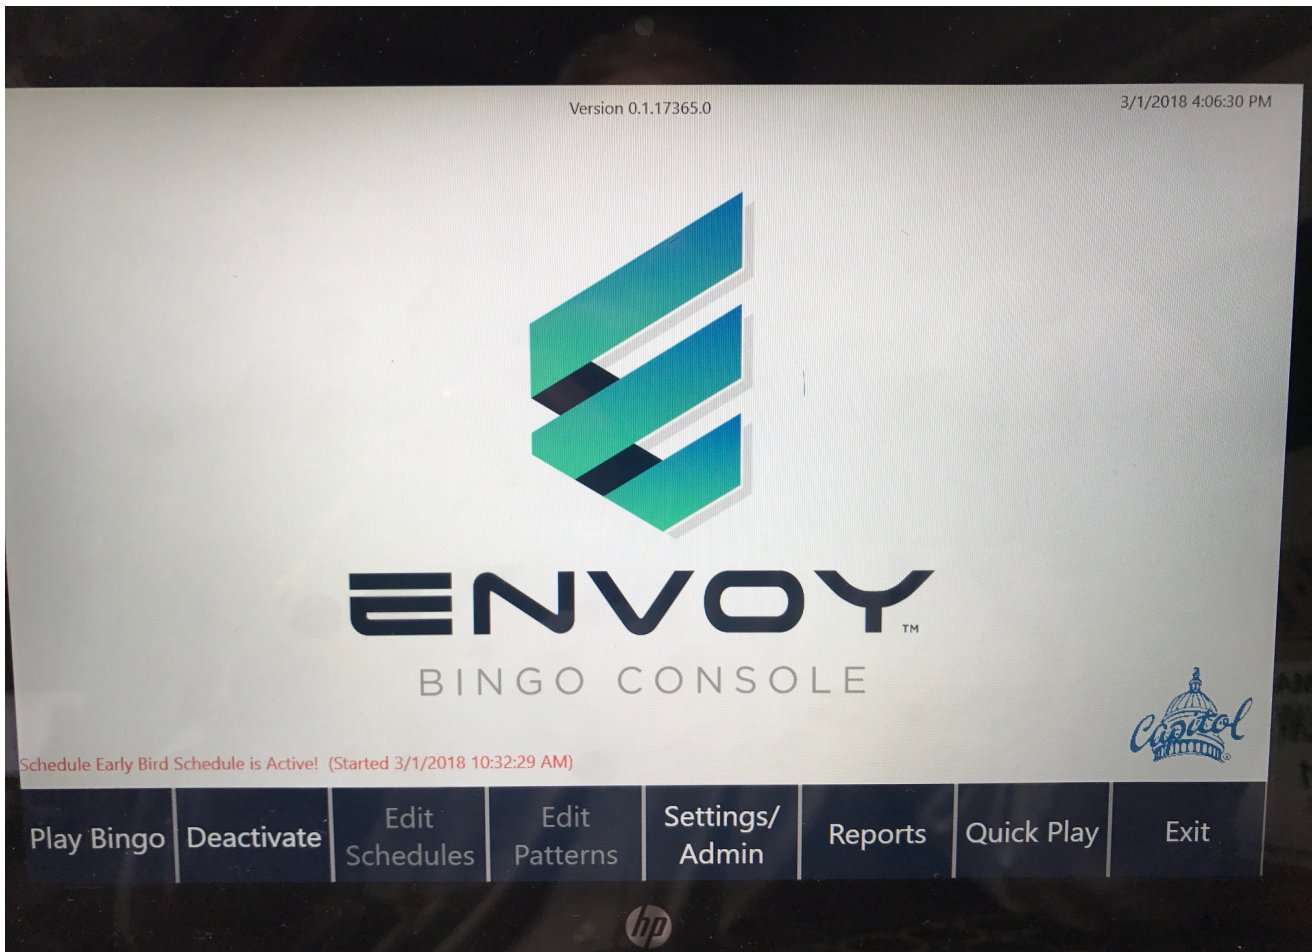 Version 0.1.17365.0
3/1/2018 4:06:30 PM
ENVOY™
BINGO CONSOLE
Capitol
Schedule Early Bird Schedule is Active! (Started 3/1/2018 10:32:29 AM)
Play Bingo
Deactivate
Edit
Schedules
Edit
Patterns
Settings/
Admin
Reports
Quick Play
Exit
hp